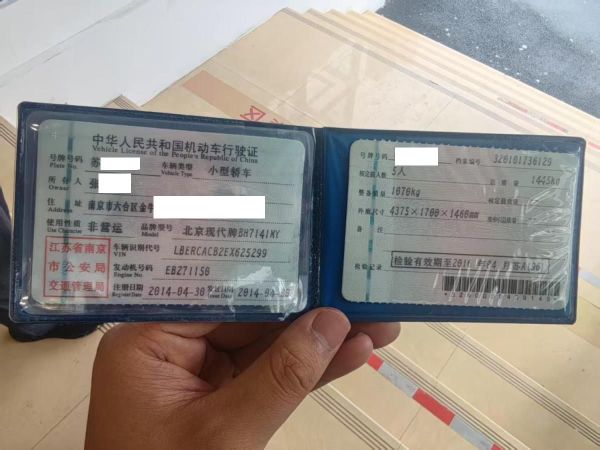 中华人民共和国机动车行驶证
Vehicle License of the People's Republic of China
号牌号码 苏 车辆类型 小型轿车
Plate No. Vehicle Type
所有人 张
Owner
住址 南京市六合区金牛
Address
使用性质 非营运 品牌型号 北京现代牌BH7141MY
Use Character Model
江苏省南京
市公安局
交通管理局
车辆识别代号 LBERCACB2EX625299
VIN
发动机号码 EB271150
Engine No.
注册日期 2014-04-30 发证日期 2014-04-
Register Date Issue Date
号牌号码 档案编号 320101736129
核定载人数 5人 总质量 1445kg
整备质量 1070kg 核定载质量
外廓尺寸 4375×1700×1460mm
备注
检验记录 检验有效期至2016